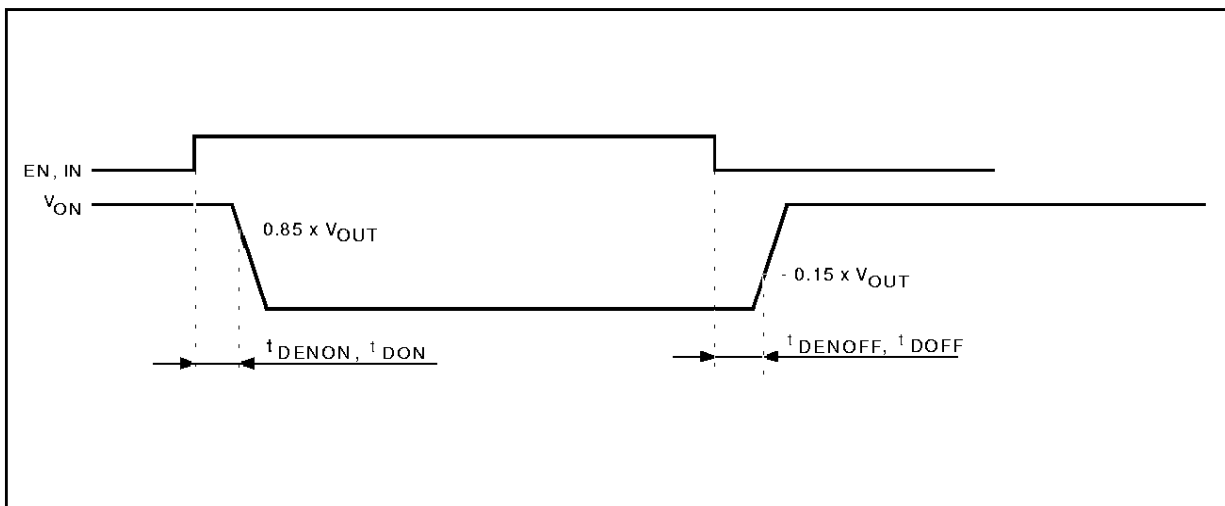 EN, IN
VON
0.85 x VOUT
- 0.15 x VOUT
tDENON, tDON
tDENOFF, tDOFF